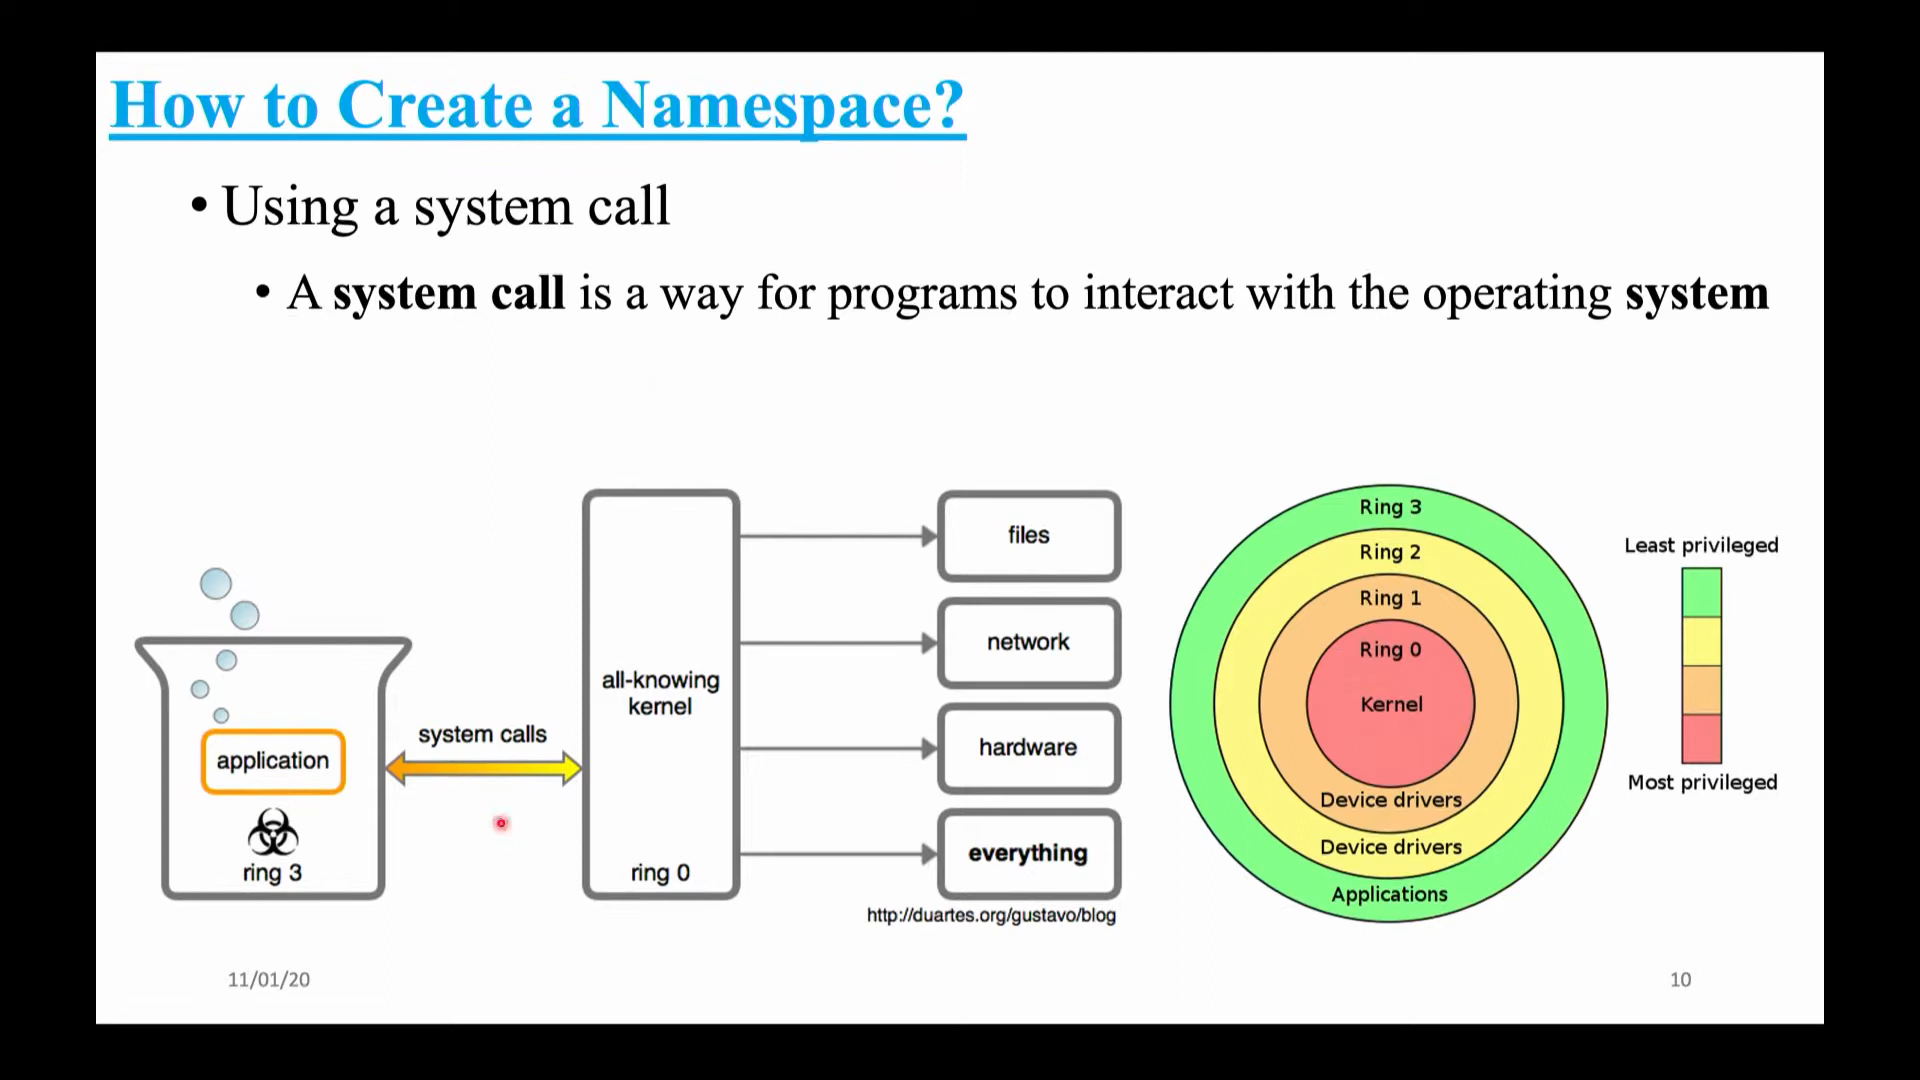 How to Create a Namespace?
• Using a system call
• A system call is a way for programs to interact with the operating system
application
ring 3
system calls
all-knowing
kernel
ring 0
files
network
hardware
everything
http://duartes.org/gustavo/blog
Ring 3
Ring 2
Ring 1
Ring 0
Kernel
Device drivers
Device drivers
Applications
Least privileged
Most privileged
11/01/20
10